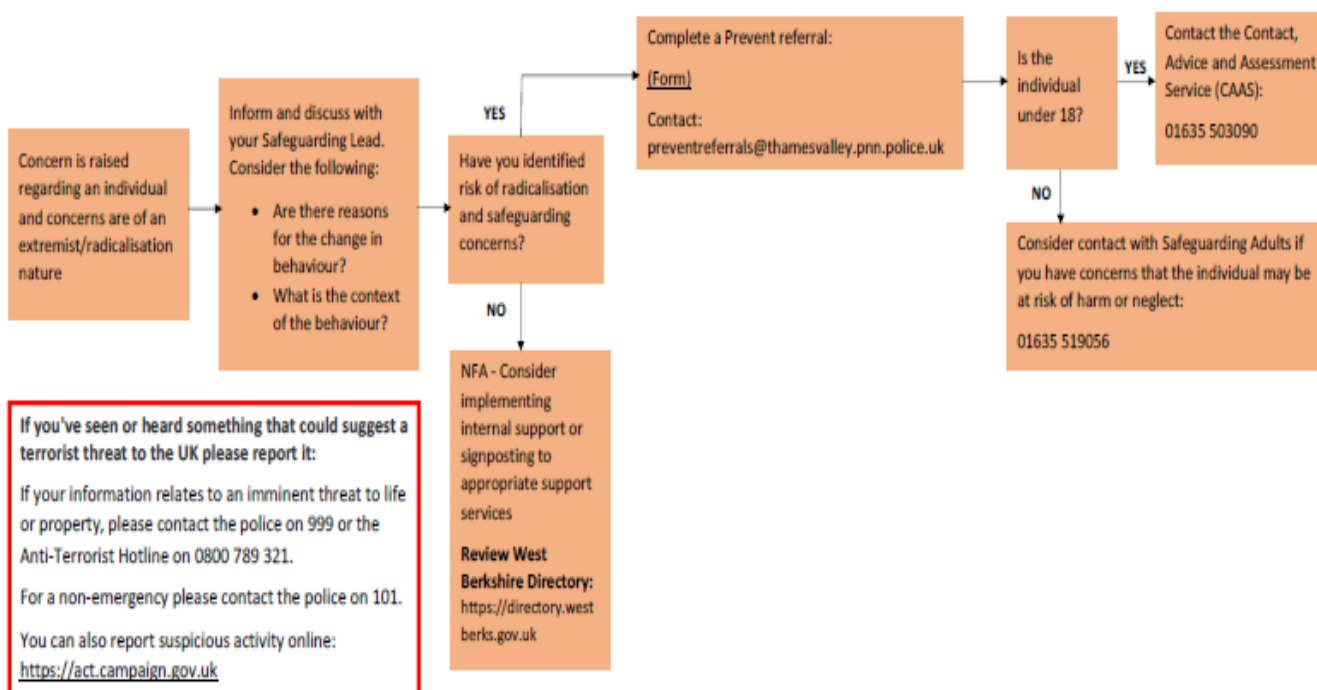 Concern is raised
regarding an individual
and concerns are of an
extremist/radicalisation
nature
Inform and discuss with
your Safeguarding Lead.
Consider the following:
• Are there reasons
for the change in
behaviour?
• What is the context
of the behaviour?
YES
Have you identified
risk of radicalisation
and safeguarding
concerns?
NO
Complete a Prevent referral:
(Form)
Contact:
preventreferrals@thamesvalley.pnn.police.uk
Is the
individual
under 18?
YES
Contact the Contact,
Advice and Assessment
Service (CAAS):
01635 503090
NO
Consider contact with Safeguarding Adults if
you have concerns that the individual may be
at risk of harm or neglect:
01635 519056
NFA - Consider
implementing
internal support or
signposting to
appropriate support
services
Review West
Berkshire Directory:
https://directory.west
berks.gov.uk
If you've seen or heard something that could suggest a
terrorist threat to the UK please report it:
If your information relates to an imminent threat to life
or property, please contact the police on 999 or the
Anti-Terrorist Hotline on 0800 789 321.
For a non-emergency please contact the police on 101.
You can also report suspicious activity online:
https://act.campaign.gov.uk